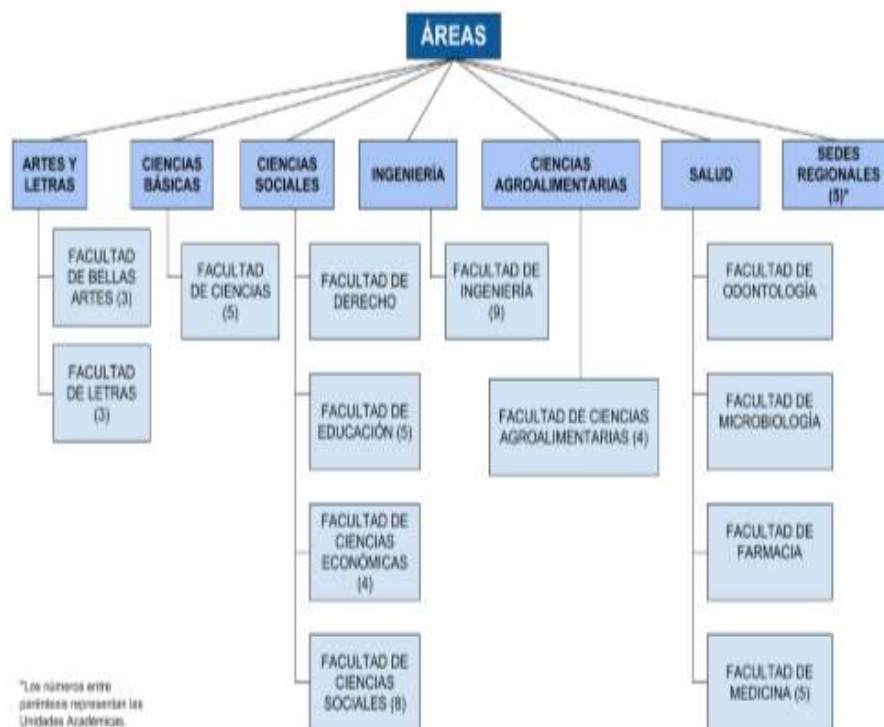 ÁREAS
ARTES Y
LETRAS
CIENCIAS
BÁSICAS
CIENCIAS
SOCIALES
INGENIERÍA
CIENCIAS
AGROALIMENTARIAS
SALUD
SEDES
REGIONALES
(5)*
FACULTAD
DE BELLAS
ARTES (3)
FACULTAD
DE LETRAS
(3)
FACULTAD
DE CIENCIAS
(5)
FACULTAD DE
DERECHO
FACULTAD DE
EDUCACIÓN (5)
FACULTAD DE
CIENCIAS
ECONÓMICAS
(4)
FACULTAD DE
CIENCIAS
SOCIALES (8)
FACULTAD DE
INGENIERÍA
(9)
FACULTAD DE CIENCIAS
AGROALIMENTARIAS (4)
FACULTAD DE
ODONTOLOGÍA
FACULTAD DE
MICROBIOLOGÍA
FACULTAD DE
FARMACIA
FACULTAD DE
MEDICINA (5)
*Los números entre
paréntesis representan las
Unidades Académicas.